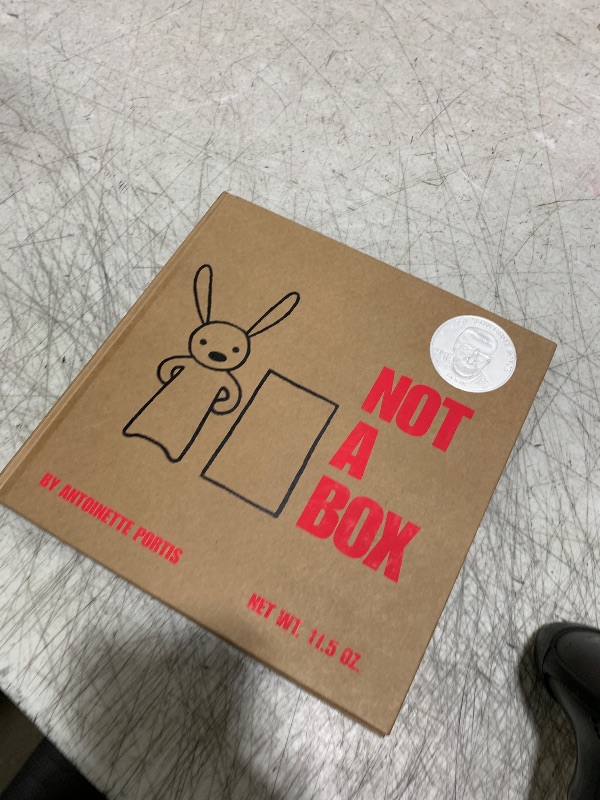 NOT
A
BOX
BY ANTOINETTE PORTIS
NET WT. 11.5 OZ.